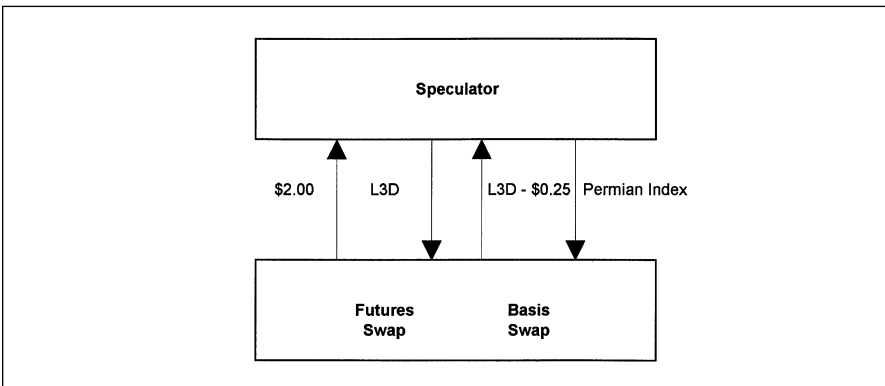 Speculator
$2.00
L3D
L3D - $0.25
Permian Index
Futures
Swap
Basis
Swap